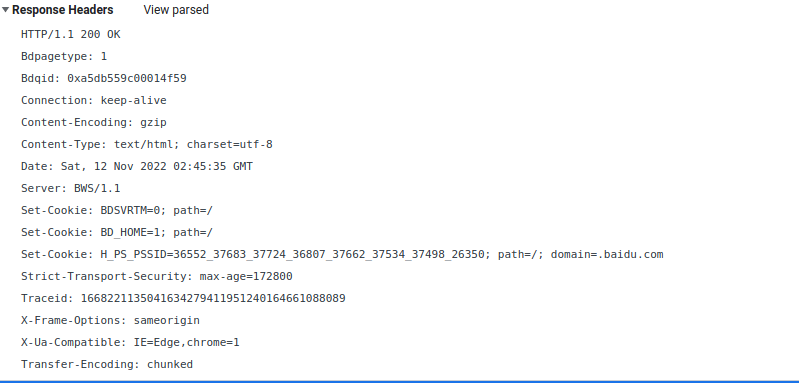 Response Headers View parsed
HTTP/1.1 200 OK
Bdpagetype: 1
Bdqid: 0xa5db559c00014f59
Connection: keep-alive
Content-Encoding: gzip
Content-Type: text/html; charset=utf-8
Date: Sat, 12 Nov 2022 02:45:35 GMT
Server: BWS/1.1
Set-Cookie: BDSVRTM=0; path=/
Set-Cookie: BD_HOME=1; path=/
Set-Cookie: H_PS_PSSID=36552_37683_37724_36807_37662_37534_37498_26350; path=/; domain=.baidu.com
Strict-Transport-Security: max-age=172800
Traceid: 1668221135041634279411951240164661088089
X-Frame-Options: sameorigin
X-Ua-Compatible: IE=Edge,chrome=1
Transfer-Encoding: chunked